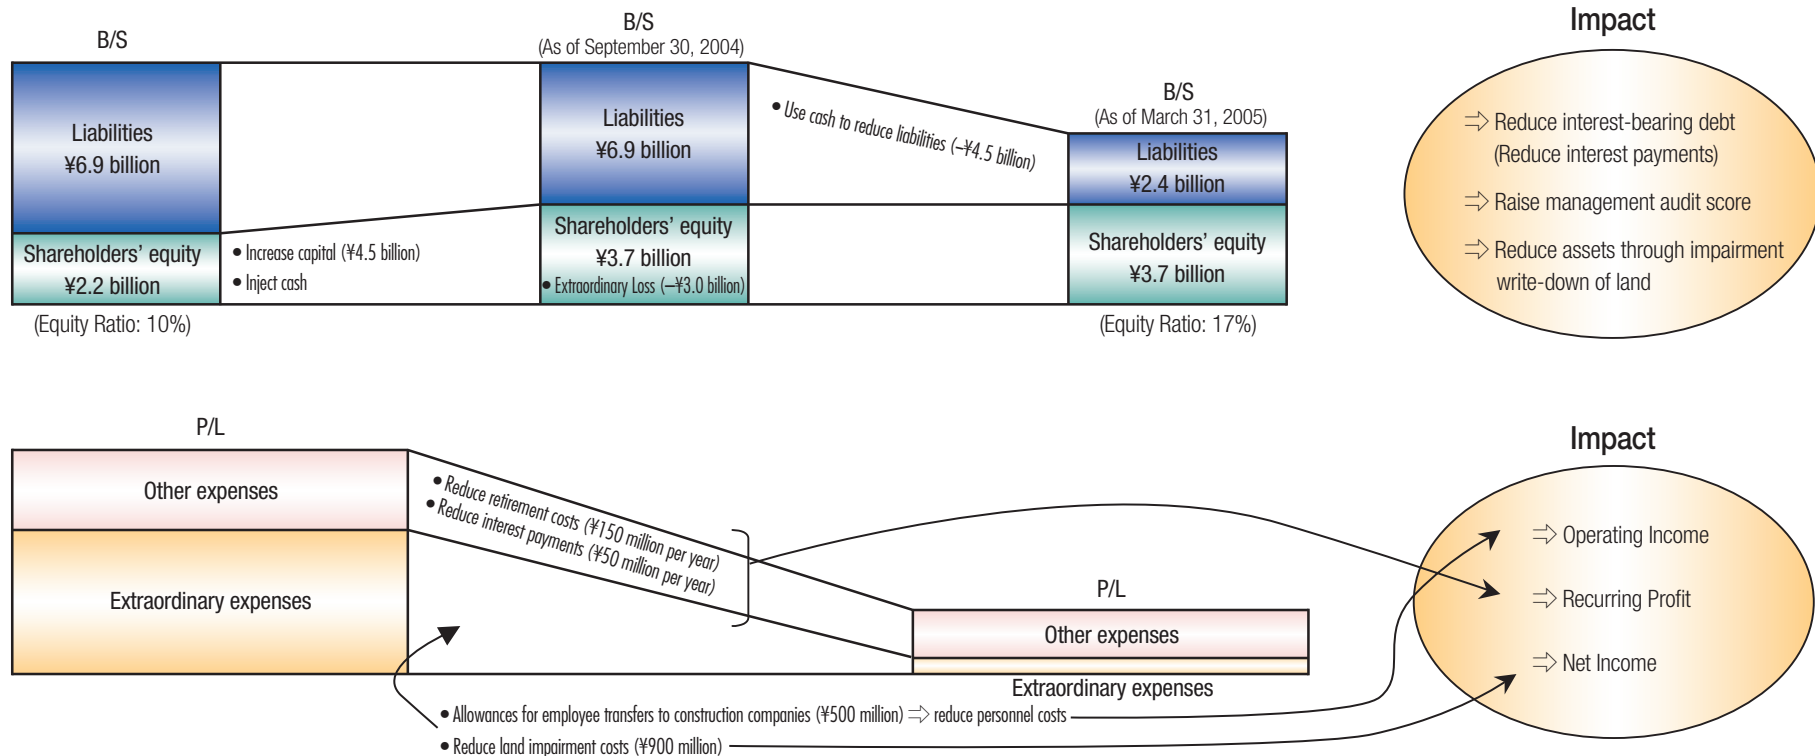 B/S
Liabilities
¥6.9 billion
Shareholders’ equity
¥2.2 billion
(Equity Ratio: 10%)
• Increase capital (¥4.5 billion)
• Inject cash
B/S
(As of September 30, 2004)
Liabilities
¥6.9 billion
Shareholders’ equity
¥3.7 billion
• Extraordinary Loss (–¥3.0 billion)
• Use cash to reduce liabilities (–¥4.5 billion)
B/S
(As of March 31, 2005)
Liabilities
¥2.4 billion
Shareholders’ equity
¥3.7 billion
(Equity Ratio: 17%)
Impact
⇨ Reduce interest-bearing debt
(Reduce interest payments)
⇨ Raise management audit score
⇨ Reduce assets through impairment
write-down of land
P/L
Other expenses
Extraordinary expenses
• Reduce retirement costs (¥150 million per year)
• Reduce interest payments (¥50 million per year)
P/L
Other expenses
Extraordinary expenses
• Allowances for employee transfers to construction companies (¥500 million) ⇨ reduce personnel costs
• Reduce land impairment costs (¥900 million)
Impact
⇨ Operating Income
⇨ Recurring Profit
⇨ Net Income